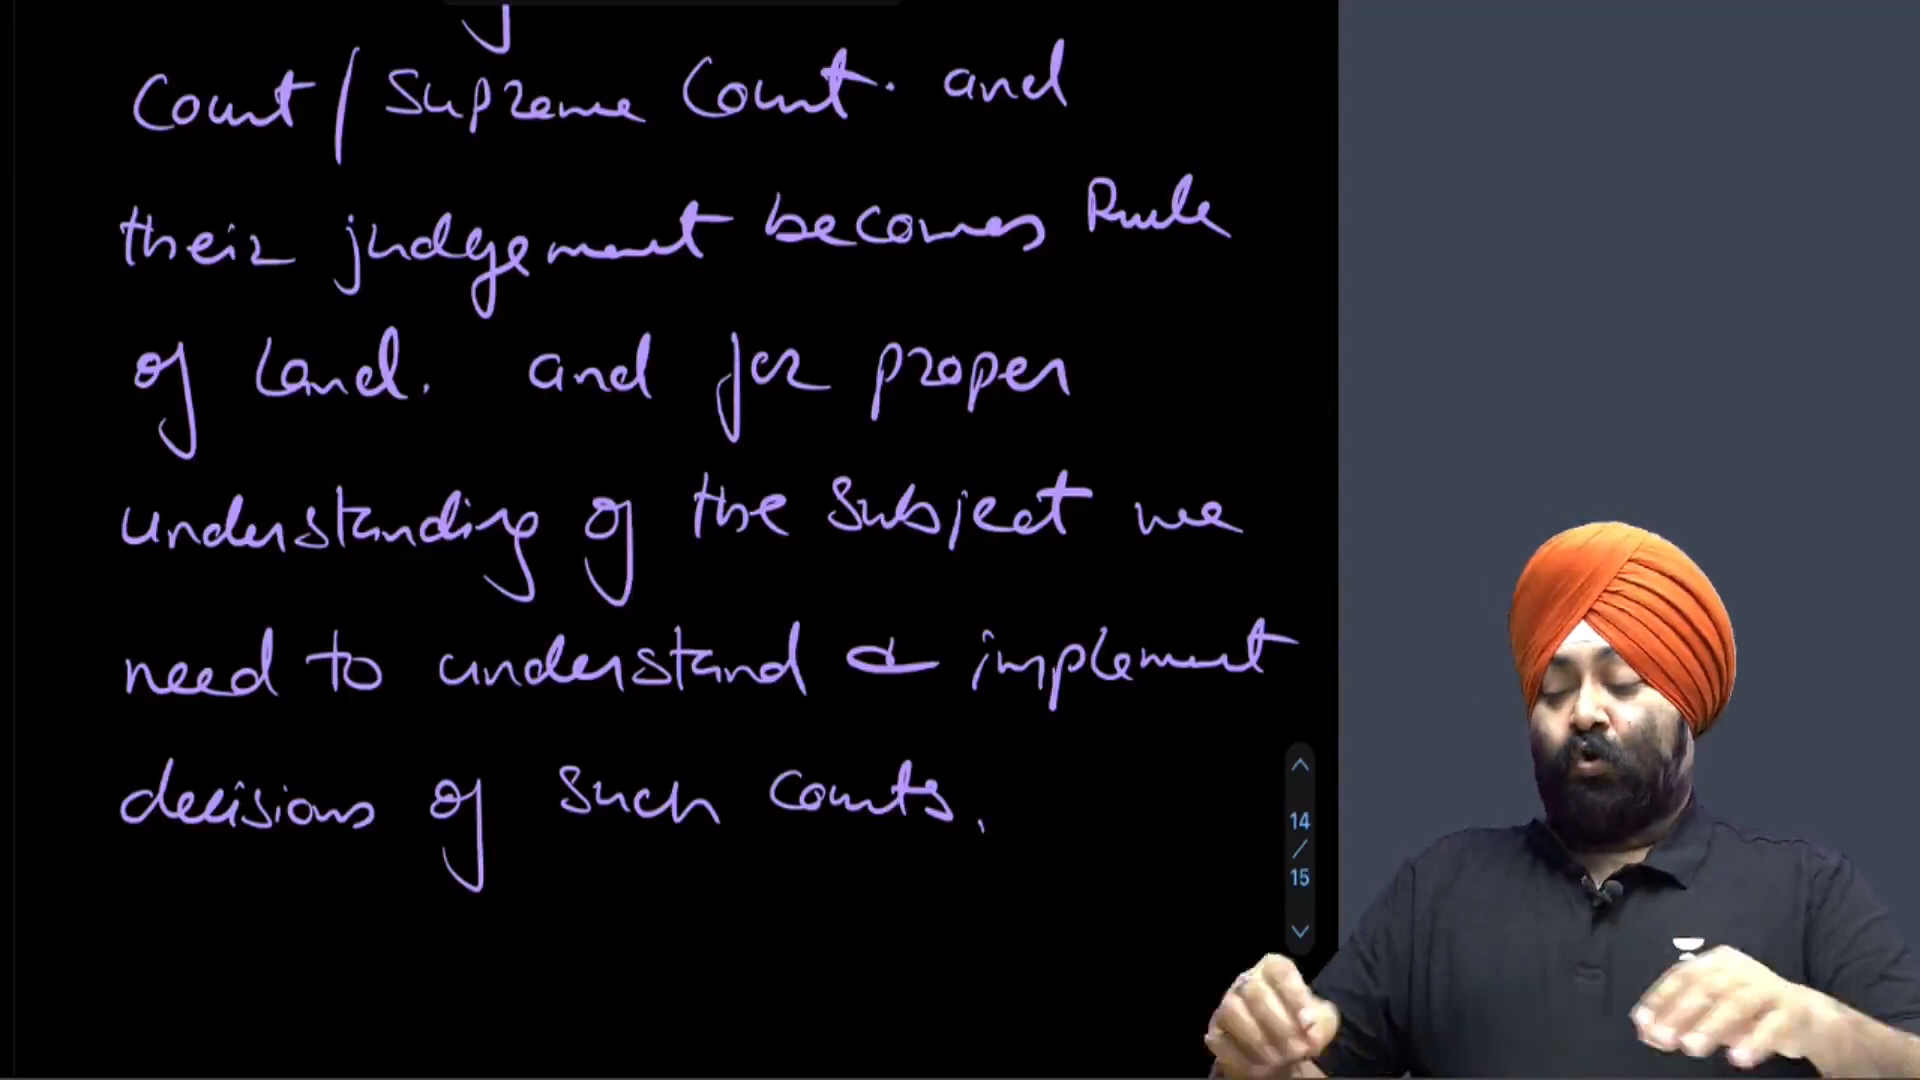 Court / Supreme Court. and
their judgement becomes Rule
of Land. and for proper
understanding of the subject we
need to understand & implement
decisions of such courts.
14
/
15